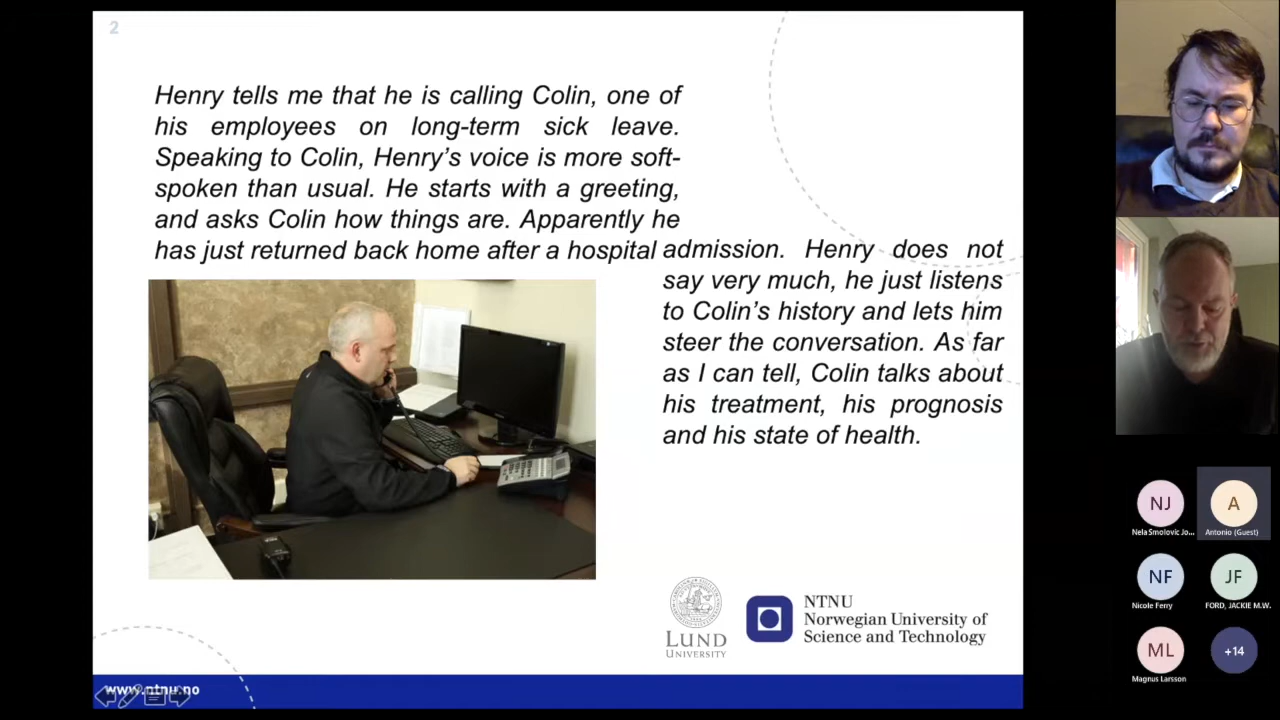 2
Henry tells me that he is calling Colin, one of
his employees on long-term sick leave.
Speaking to Colin, Henry’s voice is more soft-
spoken than usual. He starts with a greeting,
and asks Colin how things are. Apparently he
has just returned back home after a hospital
admission. Henry does not
say very much, he just listens
to Colin’s history and lets him
steer the conversation. As far
as I can tell, Colin talks about
his treatment, his prognosis
and his state of health.
LUND
UNIVERSITY
NTNU
Norwegian University of
Science and Technology
www.ntnu.no
NJ
Nela Smolovic Jo...
A
Antonio (Guest)
NF
Nicole Ferry
JF
FORD, JACKIE M.W.
ML
Magnus Larsson
+14